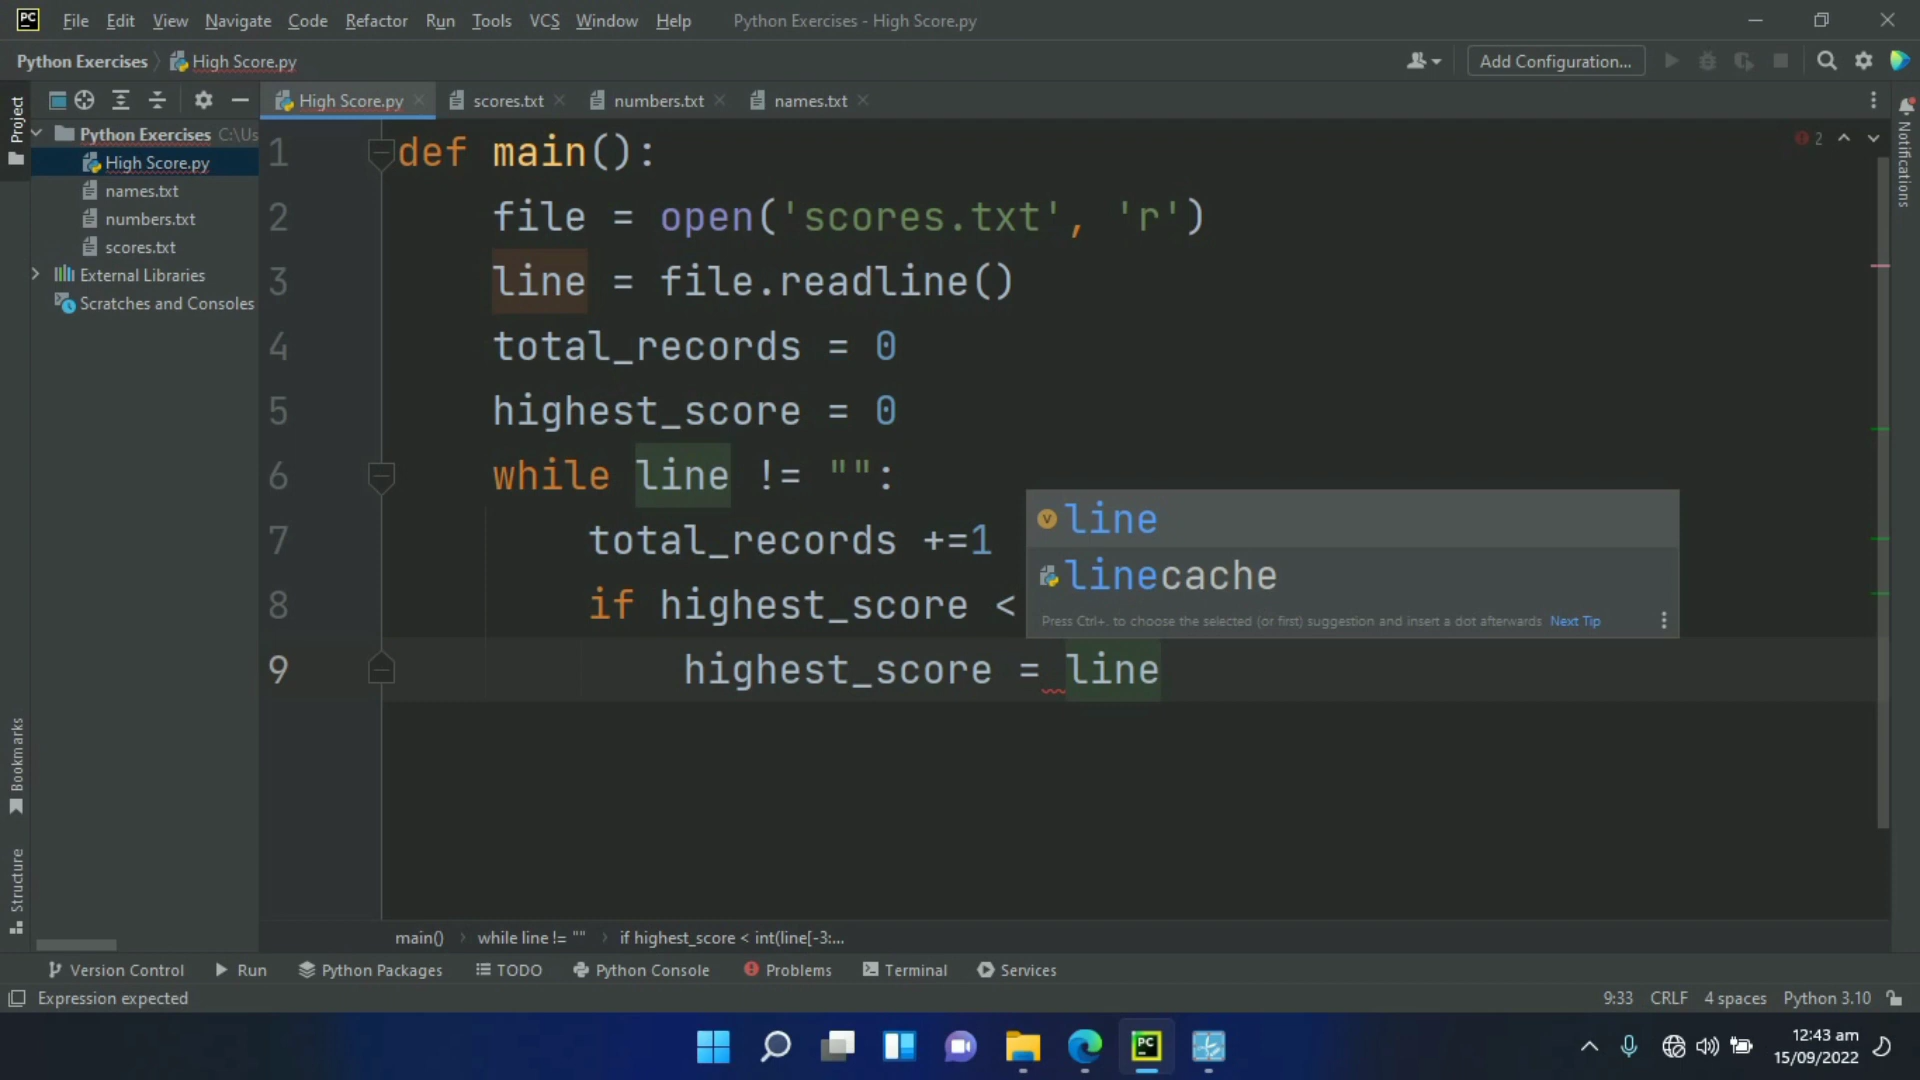 PC File Edit View Navigate Code Refactor Run Tools VCS Window Help Python Exercises - High Score.py
Python Exercises High Score.py Add Configuration...
Project High Score.py scores.txt numbers.txt names.txt Notifications
Python Exercises C:\Us
High Score.py
names.txt
numbers.txt
scores.txt
External Libraries
Scratches and Consoles
2
1 def main():
2 file = open('scores.txt', 'r')
3 line = file.readline()
4 total_records = 0
5 highest_score = 0
6 while line != "":
7 total_records +=1
8 if highest_score <
9 highest_score = line
line
linecache
Press Ctrl+. to choose the selected (or first) suggestion and insert a dot afterwards Next Tip
Bookmarks
Structure
main() while line != "" if highest_score < int(line[-3:...
Version Control Run Python Packages TODO Python Console Problems Terminal Services
Expression expected 9:33 CRLF 4 spaces Python 3.10
PC
12:43 am
15/09/2022